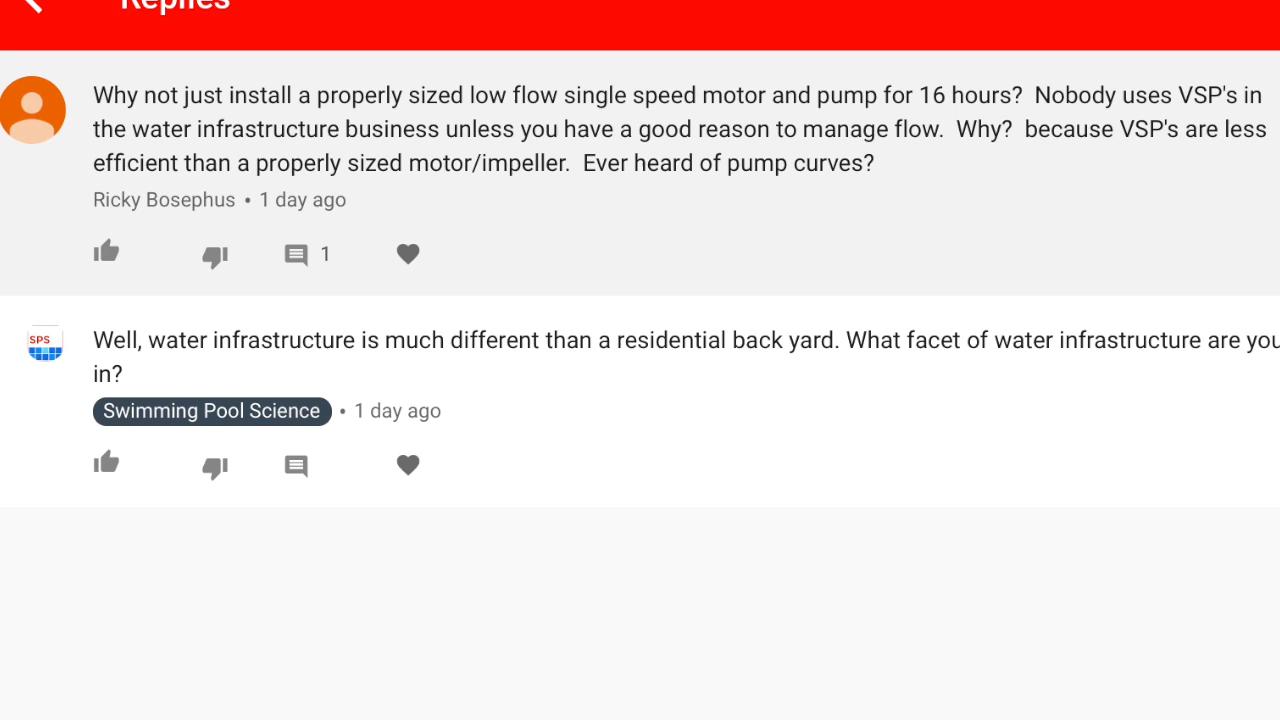 Replies
Why not just install a properly sized low flow single speed motor and pump for 16 hours?  Nobody uses VSP's in
the water infrastructure business unless you have a good reason to manage flow.  Why?  because VSP's are less
efficient than a properly sized motor/impeller.  Ever heard of pump curves?
Ricky Bosephus • 1 day ago
1
SPS
Well, water infrastructure is much different than a residential back yard. What facet of water infrastructure are you
in?
Swimming Pool Science • 1 day ago